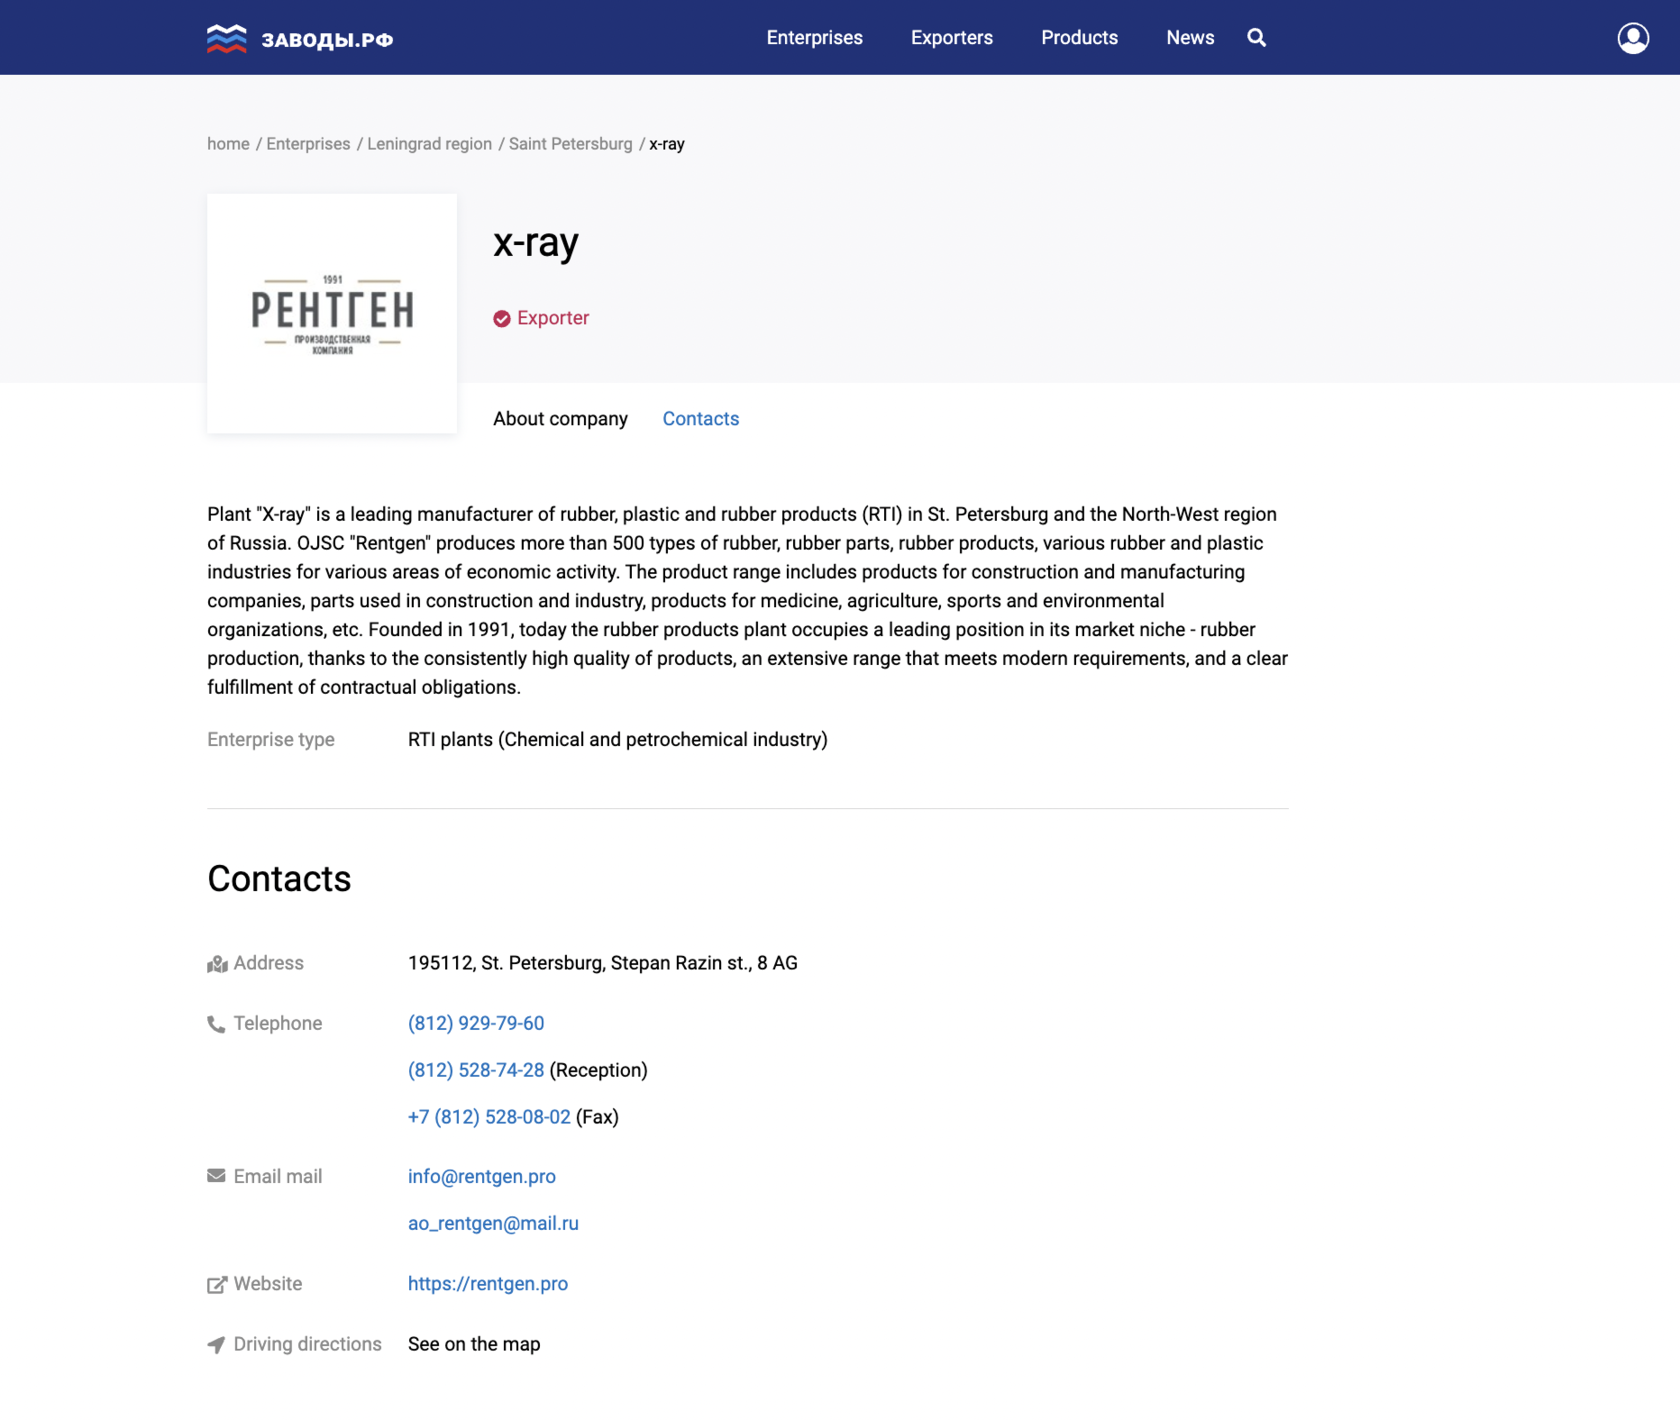 ЗАВОДЫ.РФ
Enterprises
Exporters
Products
News
home / Enterprises / Leningrad region / Saint Petersburg / x-ray
1991
РЕНТГЕН
ПРОИЗВОДСТВЕННАЯ
КОМПАНИЯ
x-ray
Exporter
About company
Contacts
Plant "X-ray" is a leading manufacturer of rubber, plastic and rubber products (RTI) in St. Petersburg and the North-West region
of Russia. OJSC "Rentgen" produces more than 500 types of rubber, rubber parts, rubber products, various rubber and plastic
industries for various areas of economic activity. The product range includes products for construction and manufacturing
companies, parts used in construction and industry, products for medicine, agriculture, sports and environmental
organizations, etc. Founded in 1991, today the rubber products plant occupies a leading position in its market niche - rubber
production, thanks to the consistently high quality of products, an extensive range that meets modern requirements, and a clear
fulfillment of contractual obligations.
Enterprise type RTI plants (Chemical and petrochemical industry)
Contacts
Address 195112, St. Petersburg, Stepan Razin st., 8 AG
Telephone (812) 929-79-60
(812) 528-74-28 (Reception)
+7 (812) 528-08-02 (Fax)
Email mail info@rentgen.pro
ao_rentgen@mail.ru
Website https://rentgen.pro
Driving directions See on the map